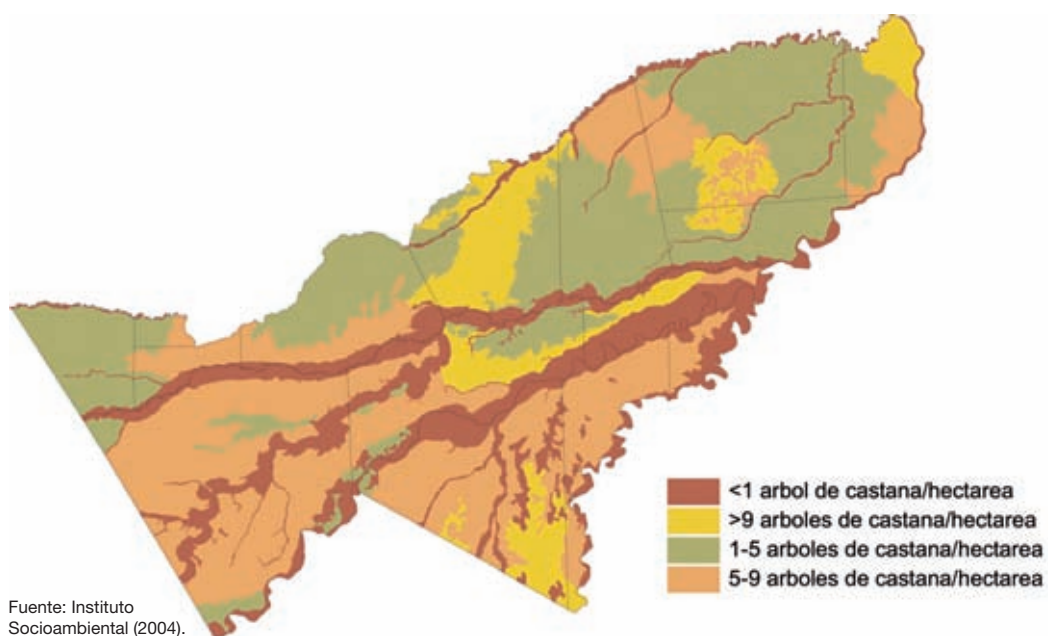 <1 arbol de castana/hectarea
>9 arboles de castana/hectarea
1-5 arboles de castana/hectarea
5-9 arboles de castana/hectarea
Fuente: Instituto
Socioambiental (2004).